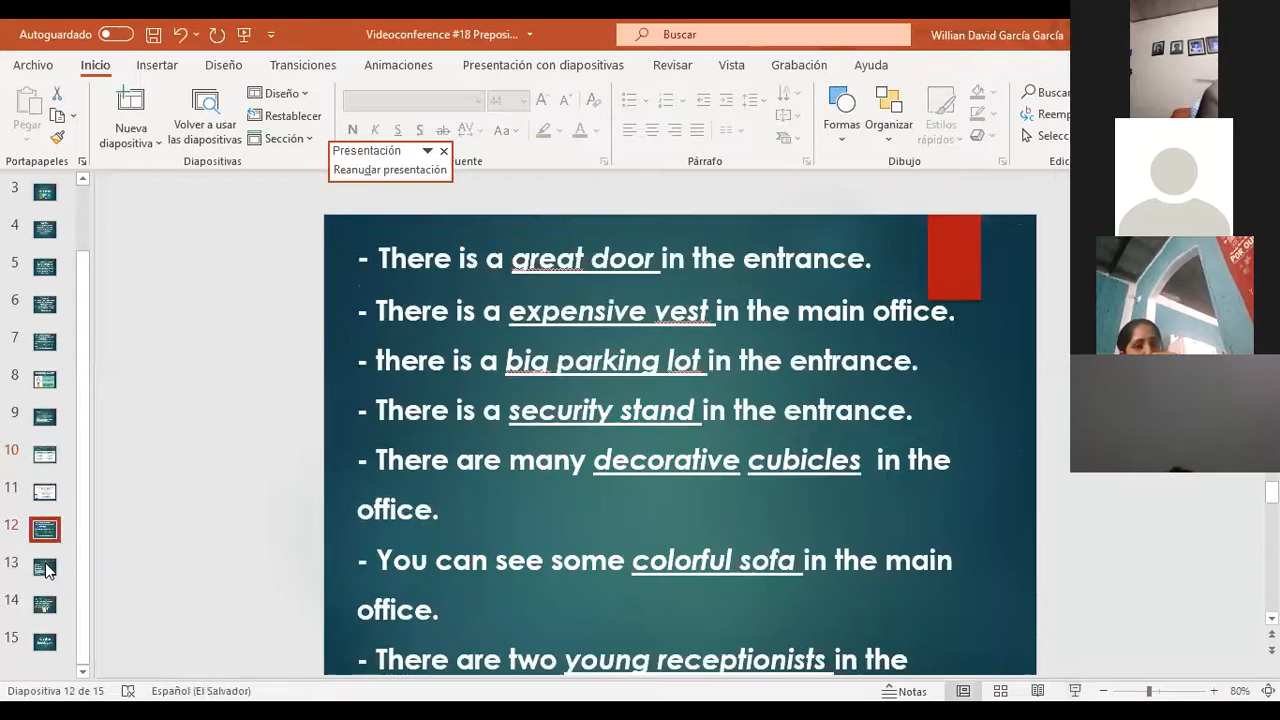 Autoguardado
Videoconference #18 Preposi...
Buscar
Willian David García García
Archivo
Inicio
Insertar
Diseño
Transiciones
Animaciones
Presentación con diapositivas
Revisar
Vista
Grabación
Ayuda
Pegar
Nueva diapositiva
Volver a usar las diapositivas
Diseño
Restablecer
Sección
44
N K S S ab AV Aa A
Formas
Organizar
Estilos rápidos
Buscar
Portapapeles
Diapositivas
Párrafo
Dibujo
Presentación
Reanudar presentación
3
4
5
6
7
8
9
10
11
12
13
14
15
- There is a great door in the entrance.
- There is a expensive vest in the main office.
- there is a big parking lot in the entrance.
- There is a security stand in the entrance.
- There are many decorative cubicles in the
office.
- You can see some colorful sofa in the main
office.
- There are two young receptionists in the
Diapositiva 12 de 15
Español (El Salvador)
Notas
80%